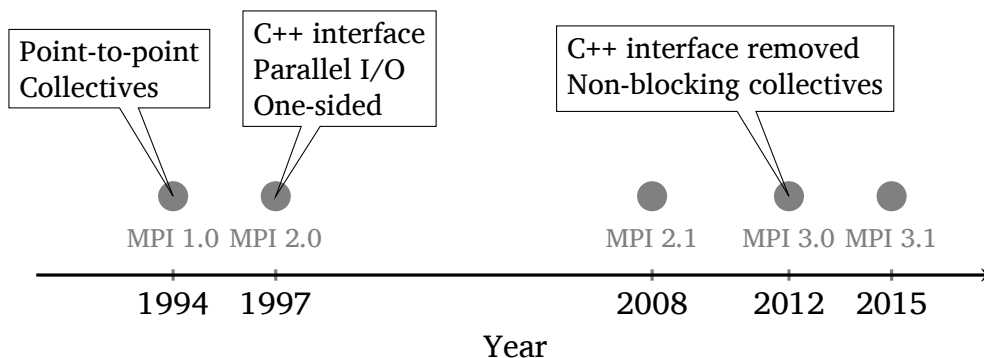 Point-to-point
Collectives
C++ interface
Parallel I/O
One-sided
C++ interface removed
Non-blocking collectives
MPI 1.0
MPI 2.0
MPI 2.1
MPI 3.0
MPI 3.1
1994
1997
2008
2012
2015
Year